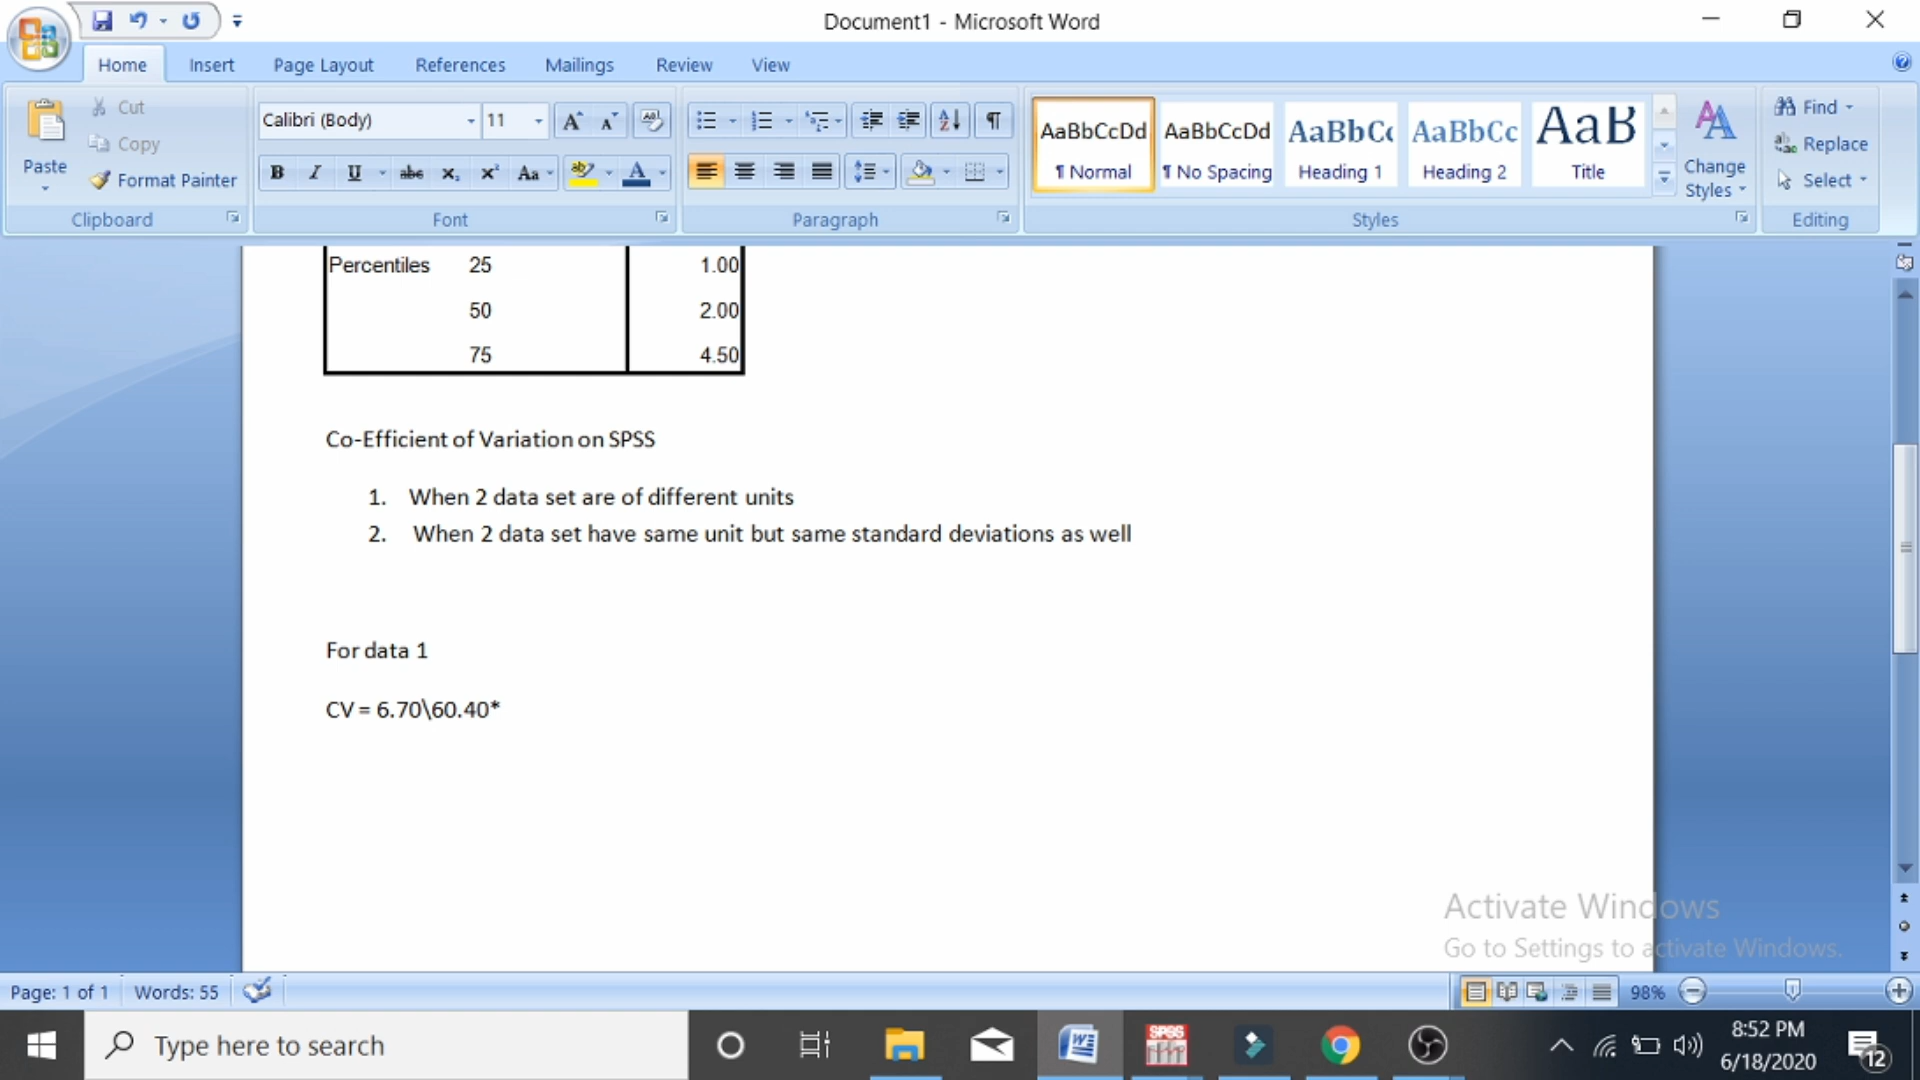 Document1 - Microsoft Word
Home Insert Page Layout References Mailings Review View
Paste
Cut
Copy
Format Painter
Clipboard
Calibri (Body) 11
Font
Paragraph
AaBbCcDd AaBbCcDd AaBbCc AaBbCc AaB
¶ Normal ¶ No Spacing Heading 1 Heading 2 Title
Change Styles
Styles
Find
Replace
Select
Editing
Percentiles 25 1.00
50 2.00
75 4.50
Co-Efficient of Variation on SPSS
1. When 2 data set are of different units
2. When 2 data set have same unit but same standard deviations as well
For data 1
CV = 6.70\60.40*
Activate Windows
Go to Settings to activate Windows.
Page: 1 of 1 Words: 55 98%
Type here to search
SPSS
8:52 PM
6/18/2020
12